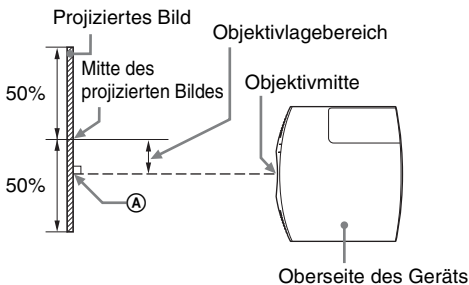 Projiziertes Bild
Objektivlagebereich
Mitte des
projizierten Bildes
Objektivmitte
50%
50%
A
Oberseite des Geräts